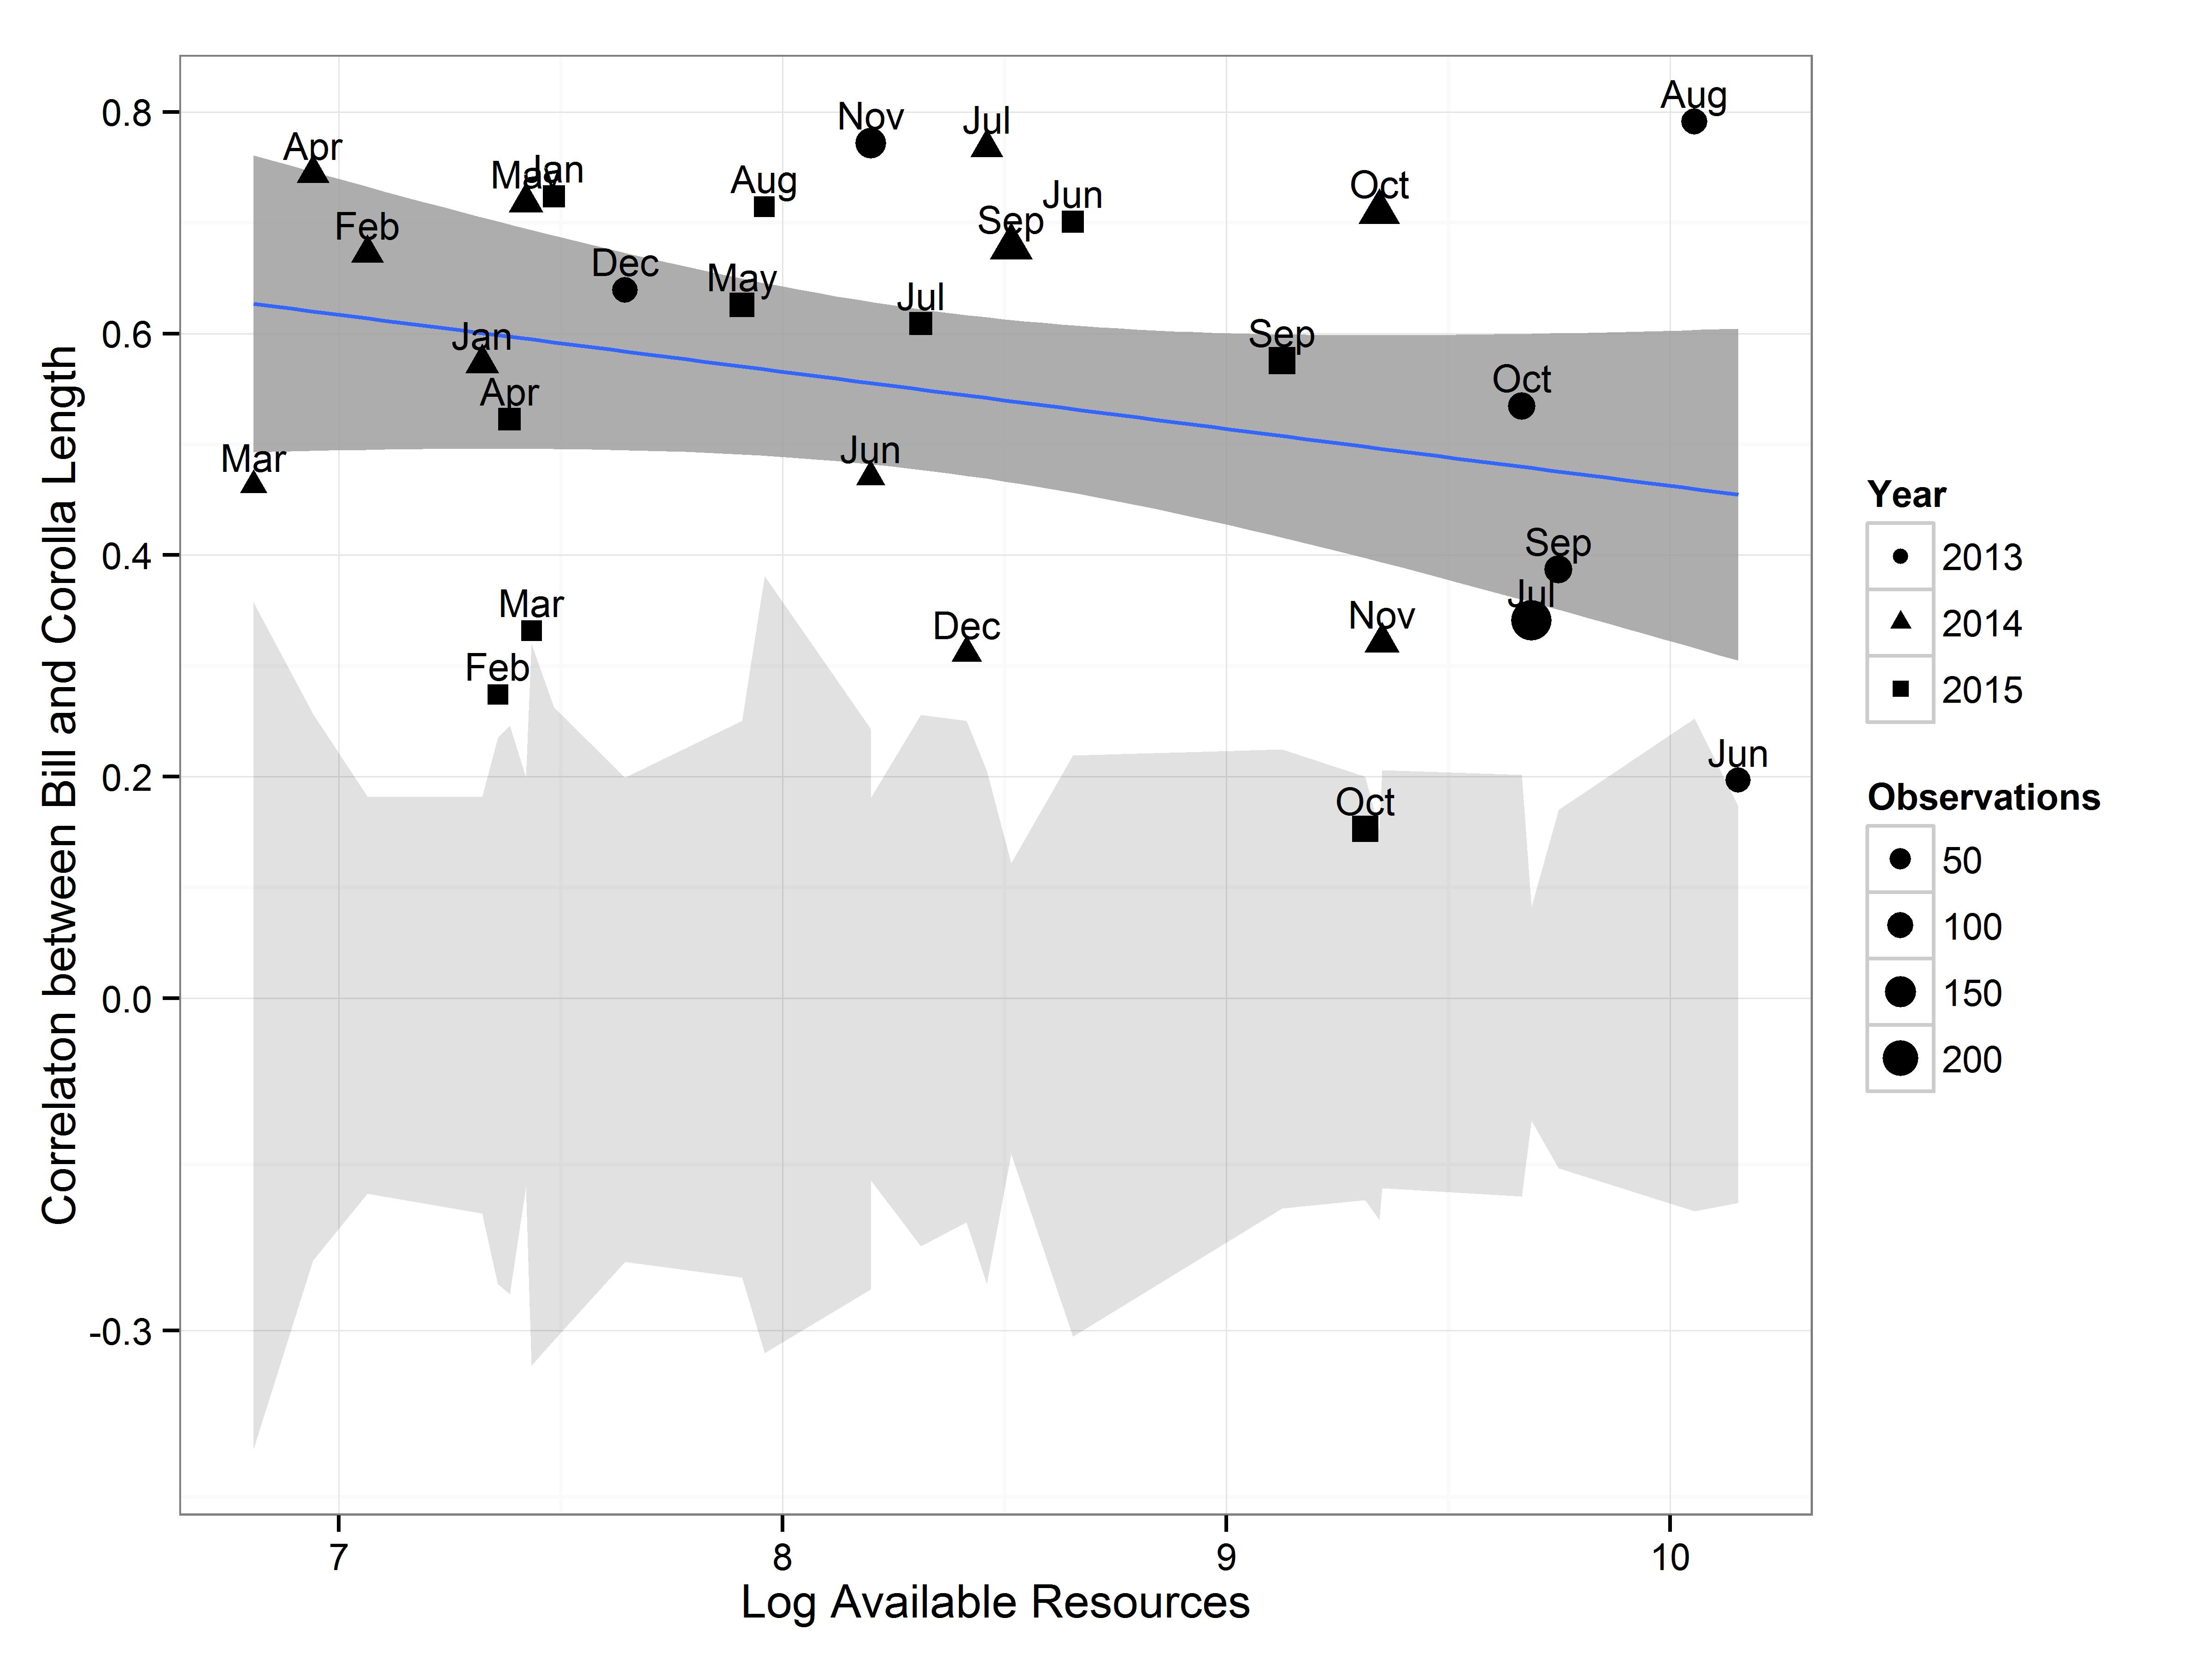 0.8
0.6
0.4
0.2
0.0
-0.3
Correlaton between Bill and Corolla Length
Aug
Nov
Jul
Apr
May
Jan
Aug
Jun
Oct
Feb
Sep
Dec
May
Jul
Jan
Sep
Apr
Oct
Mar
Jun
Sep
Mar
Jul
Dec
Nov
Feb
Jun
Oct
7
8
9
10
Log Available Resources
Year
2013
2014
2015
Observations
50
100
150
200